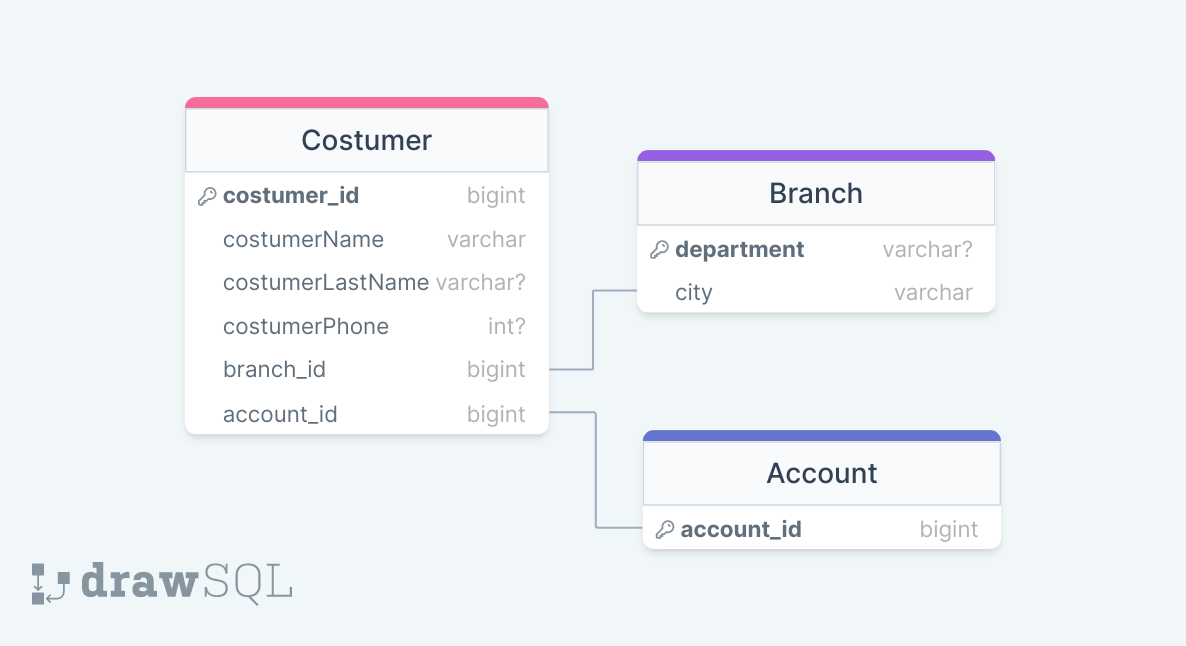 Costumer
costumer_id bigint
costumerName varchar
costumerLastName varchar?
costumerPhone int?
branch_id bigint
account_id bigint
Branch
department varchar?
city varchar
Account
account_id bigint
drawSQL